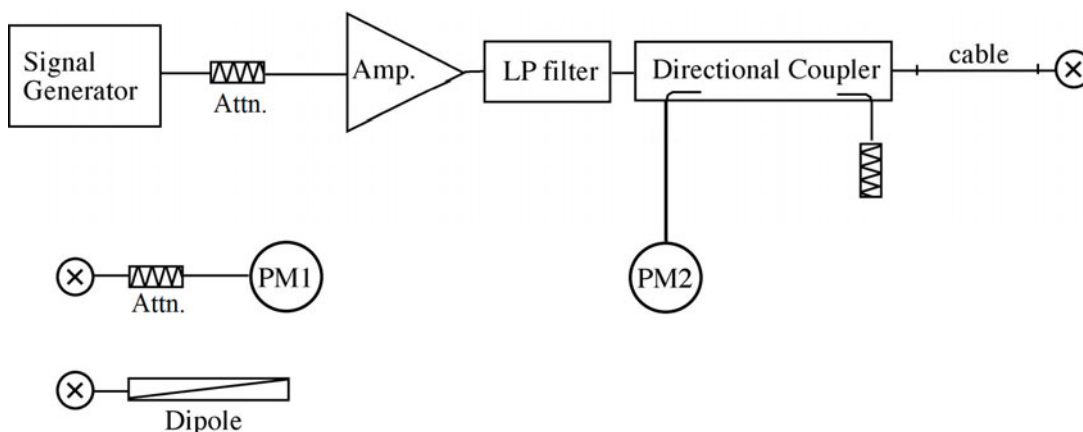 Signal
Generator
Attn.
Amp.
LP filter
Directional Coupler
cable
PM1
Attn.
PM2
Dipole